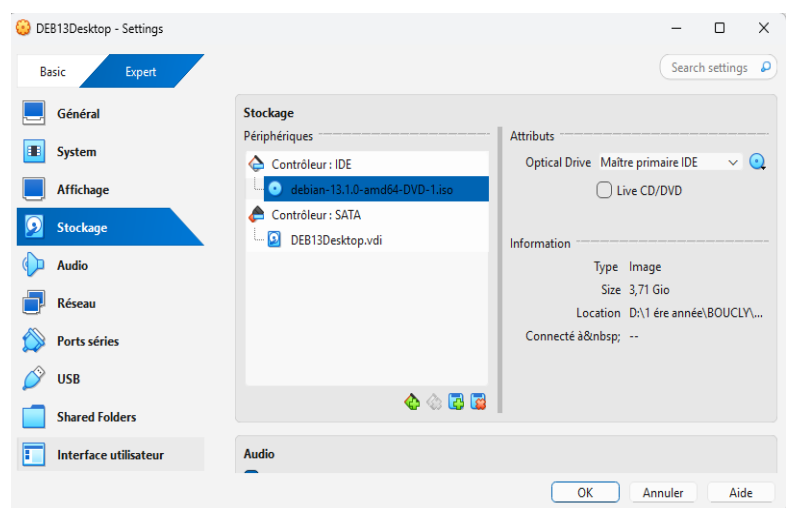 DEB13Desktop - Settings
Basic
Expert
Search settings
Général
System
Affichage
Stockage
Audio
Réseau
Ports séries
USB
Shared Folders
Interface utilisateur
Stockage
Périphériques
Contrôleur : IDE
debian-13.1.0-amd64-DVD-1.iso
Contrôleur : SATA
DEB13Desktop.vdi
Attributs
Optical Drive Maître primaire IDE
Live CD/DVD
Information
Type Image
Size 3,71 Gio
Location D:\1 ére année\BOUCLY\...
Connecté à&nbsp; --
Audio
OK Annuler Aide